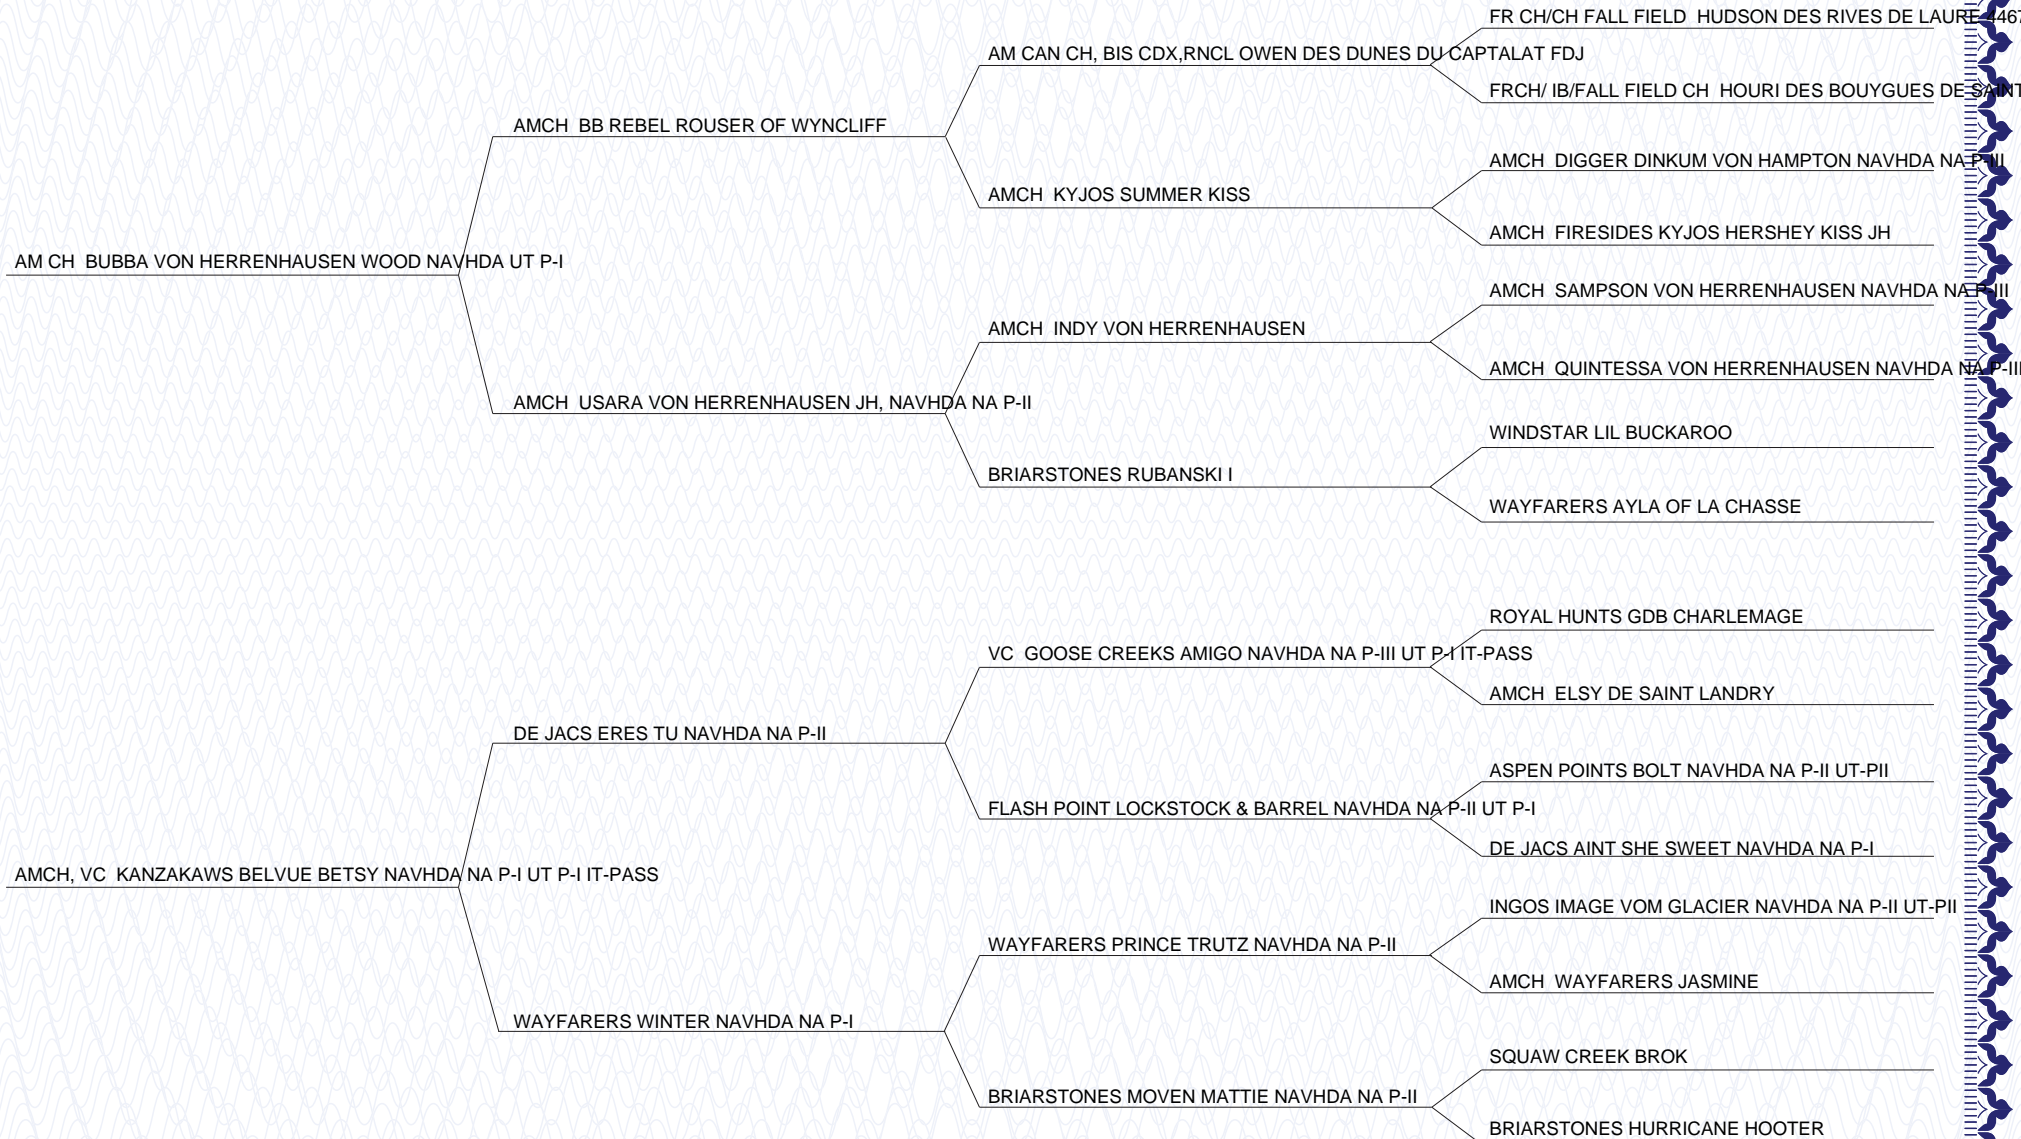 FR CH/CH FALL FIELD  HUDSON DES RIVES DE LAURE 4467
AM CAN CH, BIS CDX,RNCL OWEN DES DUNES DU CAPTALAT FDJ
FRCH/ IB/FALL FIELD CH  HOURI DES BOUYGUES DE SAINT
AMCH  BB REBEL ROUSER OF WYNCLIFF
AMCH  DIGGER DINKUM VON HAMPTON NAVHDA NA P-III
AMCH  KYJOS SUMMER KISS
AMCH  FIRESIDES KYJOS HERSHEY KISS JH
AM CH  BUBBA VON HERRENHAUSEN WOOD NAVHDA UT P-I
AMCH  SAMPSON VON HERRENHAUSEN NAVHDA NA P-III
AMCH  INDY VON HERRENHAUSEN
AMCH  QUINTESSA VON HERRENHAUSEN NAVHDA NA P-III
AMCH  USARA VON HERRENHAUSEN JH, NAVHDA NA P-II
WINDSTAR LIL BUCKAROO
BRIARSTONES RUBANSKI I
WAYFARERS AYLA OF LA CHASSE
ROYAL HUNTS GDB CHARLEMAGE
VC  GOOSE CREEKS AMIGO NAVHDA NA P-III UT P-I IT-PASS
AMCH  ELSY DE SAINT LANDRY
DE JACS ERES TU NAVHDA NA P-II
ASPEN POINTS BOLT NAVHDA NA P-II UT-PII
FLASH POINT LOCKSTOCK & BARREL NAVHDA NA P-II UT P-I
DE JACS AINT SHE SWEET NAVHDA NA P-I
AMCH, VC  KANZAKAWS BELVUE BETSY NAVHDA NA P-I UT P-I IT-PASS
INGOS IMAGE VOM GLACIER NAVHDA NA P-II UT-PII
WAYFARERS PRINCE TRUTZ NAVHDA NA P-II
AMCH  WAYFARERS JASMINE
WAYFARERS WINTER NAVHDA NA P-I
SQUAW CREEK BROK
BRIARSTONES MOVEN MATTIE NAVHDA NA P-II
BRIARSTONES HURRICANE HOOTER